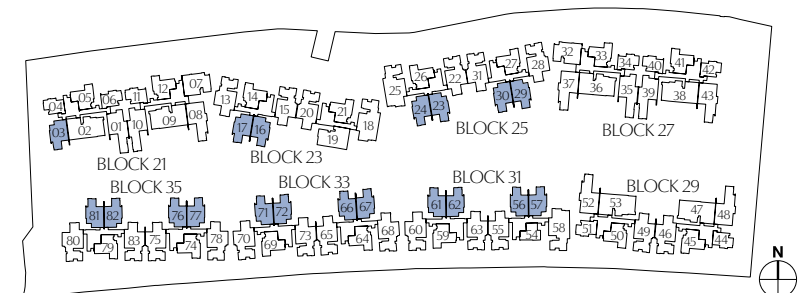 04 05 06 11 12 07
03 02 01 10 09 08
BLOCK 21
13 14 15 20 21 18
17 16 19
BLOCK 23
25 26 22 31 27 28
24 23 30 29
BLOCK 25
32 33 34 40 41 42
37 36 35 39 38 43
BLOCK 27
BLOCK 35
81 82 76 77
80 79 83 75 74 78
BLOCK 33
71 72 66 67
70 69 73 65 64 68
BLOCK 31
61 62 56 57
60 59 63 55 54 58
BLOCK 29
52 53 47 48
51 50 49 46 45 44
N